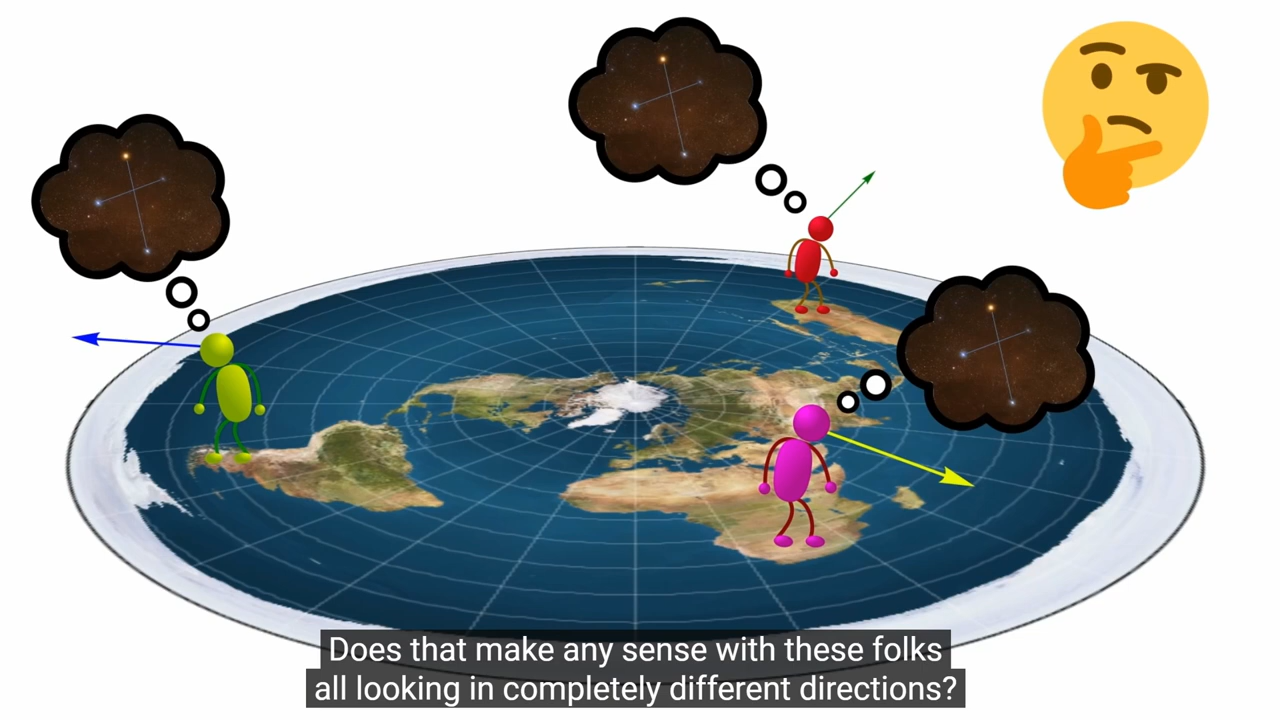 Does that make any sense with these folks
all looking in completely different directions?